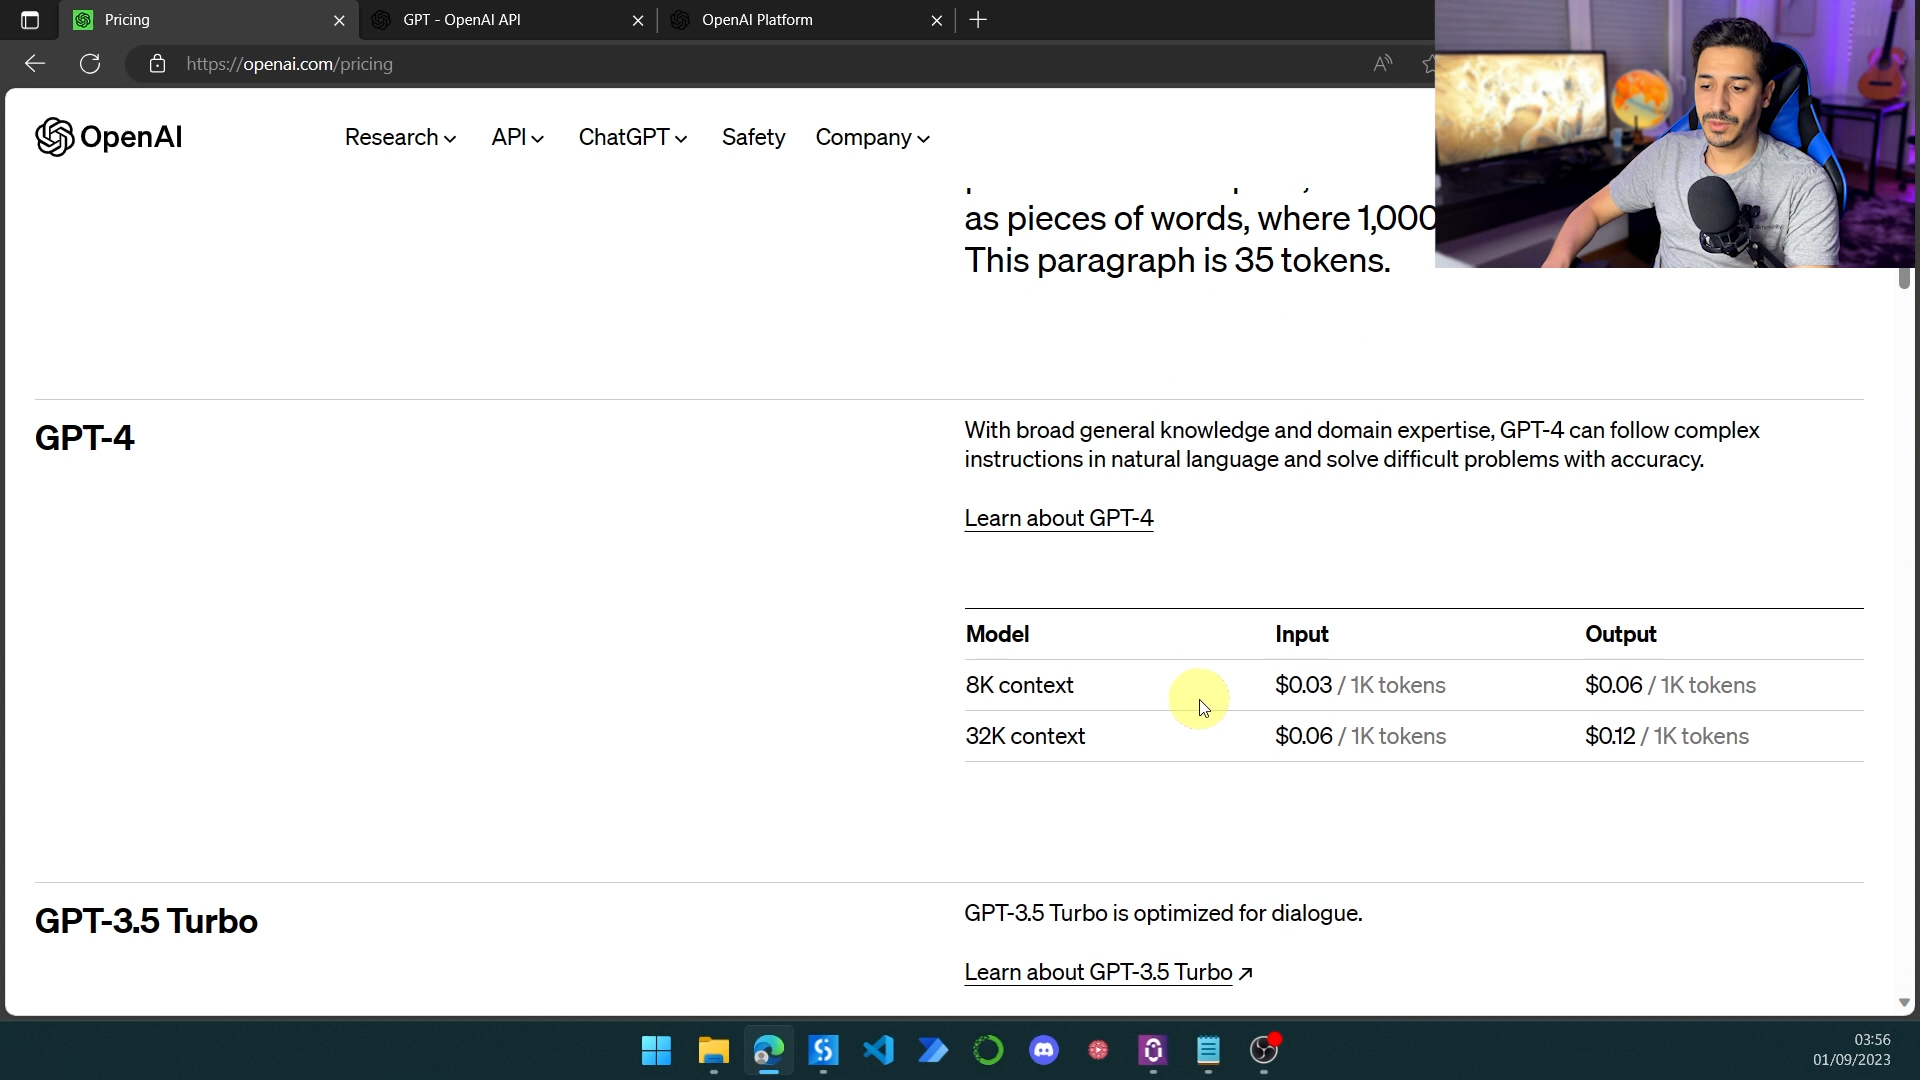 Pricing
GPT - OpenAI API
OpenAI Platform
https://openai.com/pricing
OpenAI
Research
API
ChatGPT
Safety
Company
as pieces of words, where 1,000
This paragraph is 35 tokens.
GPT-4
With broad general knowledge and domain expertise, GPT-4 can follow complex
instructions in natural language and solve difficult problems with accuracy.
Learn about GPT-4
Model Input Output
8K context $0.03 / 1K tokens $0.06 / 1K tokens
32K context $0.06 / 1K tokens $0.12 / 1K tokens
GPT-3.5 Turbo
GPT-3.5 Turbo is optimized for dialogue.
Learn about GPT-3.5 Turbo ↗
03:56
01/09/2023